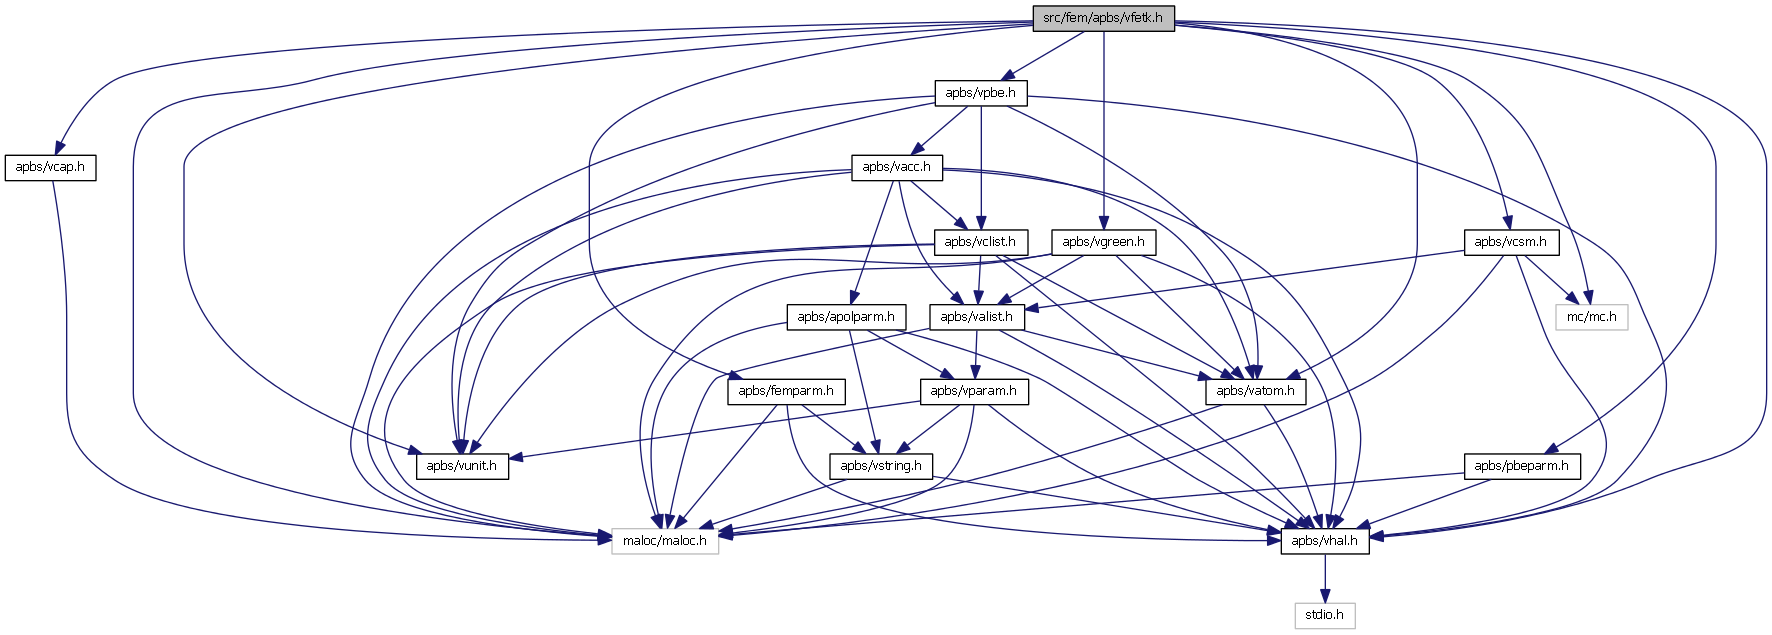 src/fem/apbs/vfetk.h
apbs/vpbe.h
apbs/vcap.h
apbs/vacc.h
apbs/vclist.h
apbs/vgreen.h
apbs/vcsm.h
apbs/apolparm.h
apbs/valist.h
mc/mc.h
apbs/femparm.h
apbs/vparam.h
apbs/vatom.h
apbs/vunit.h
apbs/vstring.h
apbs/pbeparm.h
maloc/maloc.h
apbs/vhal.h
stdio.h